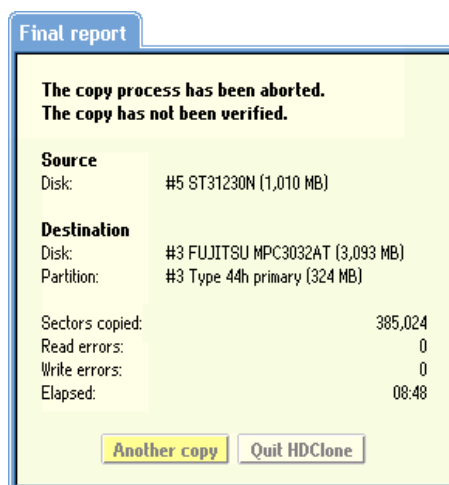 Final report
The copy process has been aborted.
The copy has not been verified.
Source
Disk: #5 ST31230N (1,010 MB)
Destination
Disk: #3 FUJITSU MPC3032AT (3,093 MB)
Partition: #3 Type 44h primary (324 MB)
Sectors copied: 385,024
Read errors: 0
Write errors: 0
Elapsed: 08:48
Another copy Quit HDClone